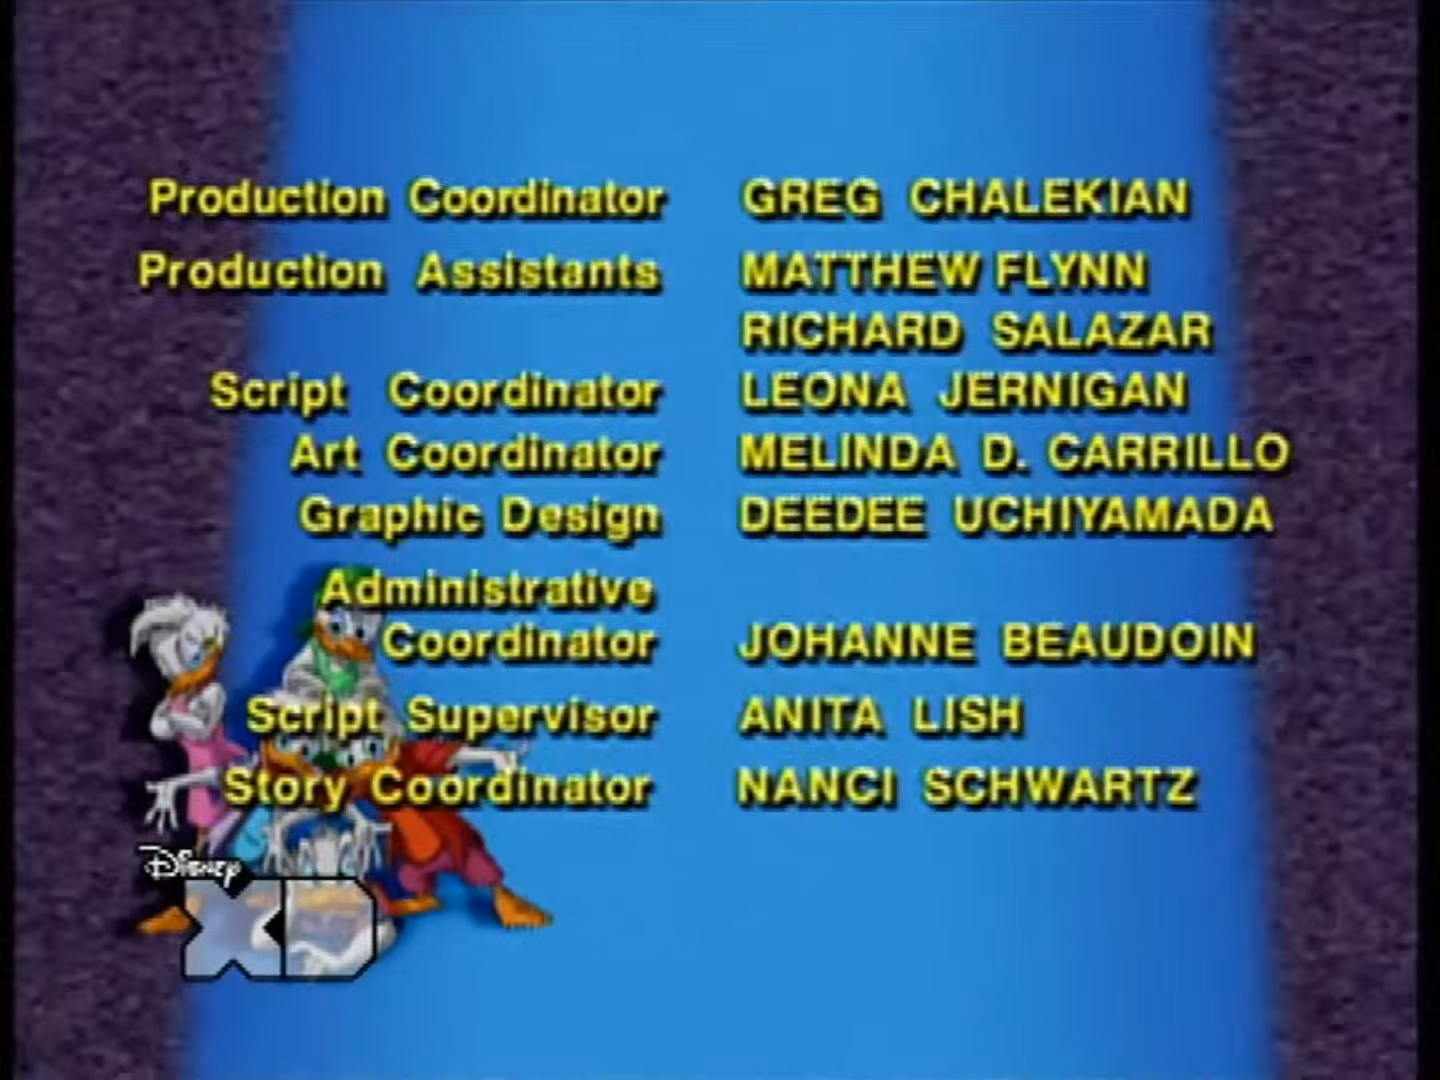 Production Coordinator GREG CHALEKIAN
Production Assistants MATTHEW FLYNN
RICHARD SALAZAR
Script Coordinator LEONA JERNIGAN
Art Coordinator MELINDA D. CARRILLO
Graphic Design DEEDEE UCHIYAMADA
Administrative
Coordinator JOHANNE BEAUDOIN
Script Supervisor ANITA LISH
Story Coordinator NANCI SCHWARTZ
Disney
XD